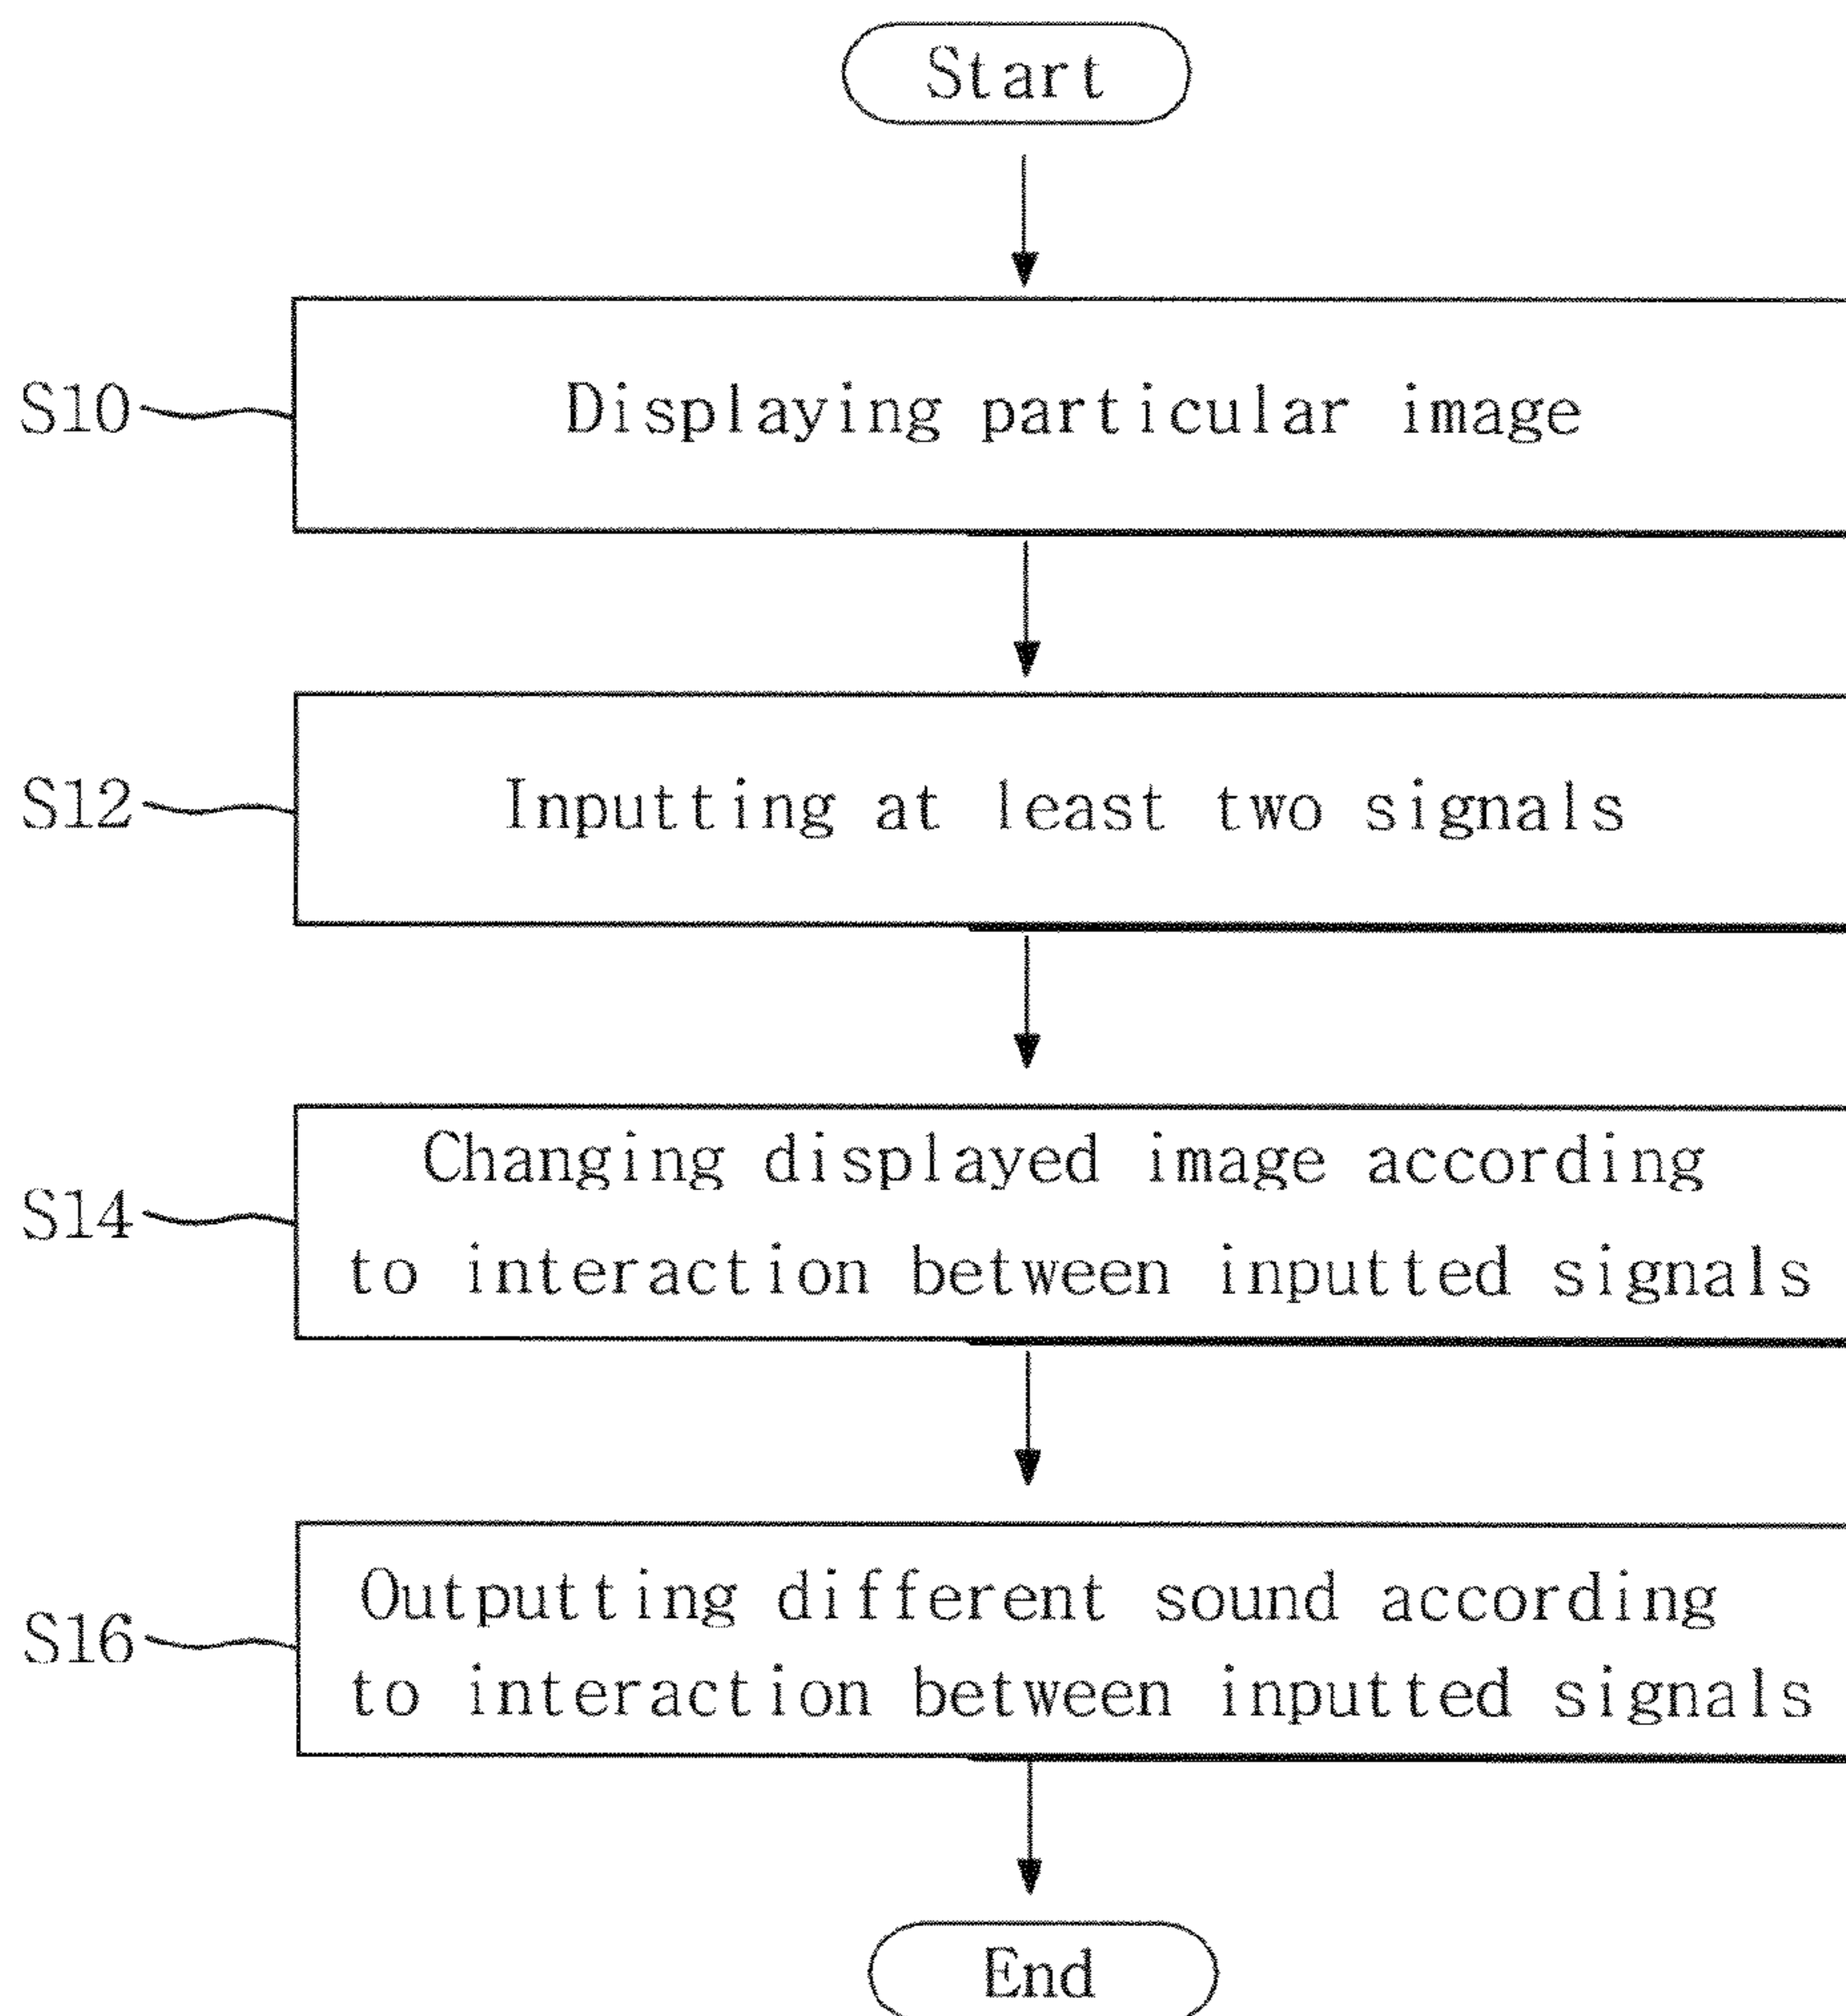 Start
S10
Displaying particular image
S12
Inputting at least two signals
S14
Changing displayed image according
to interaction between inputted signals
S16
Outputting different sound according
to interaction between inputted signals
End